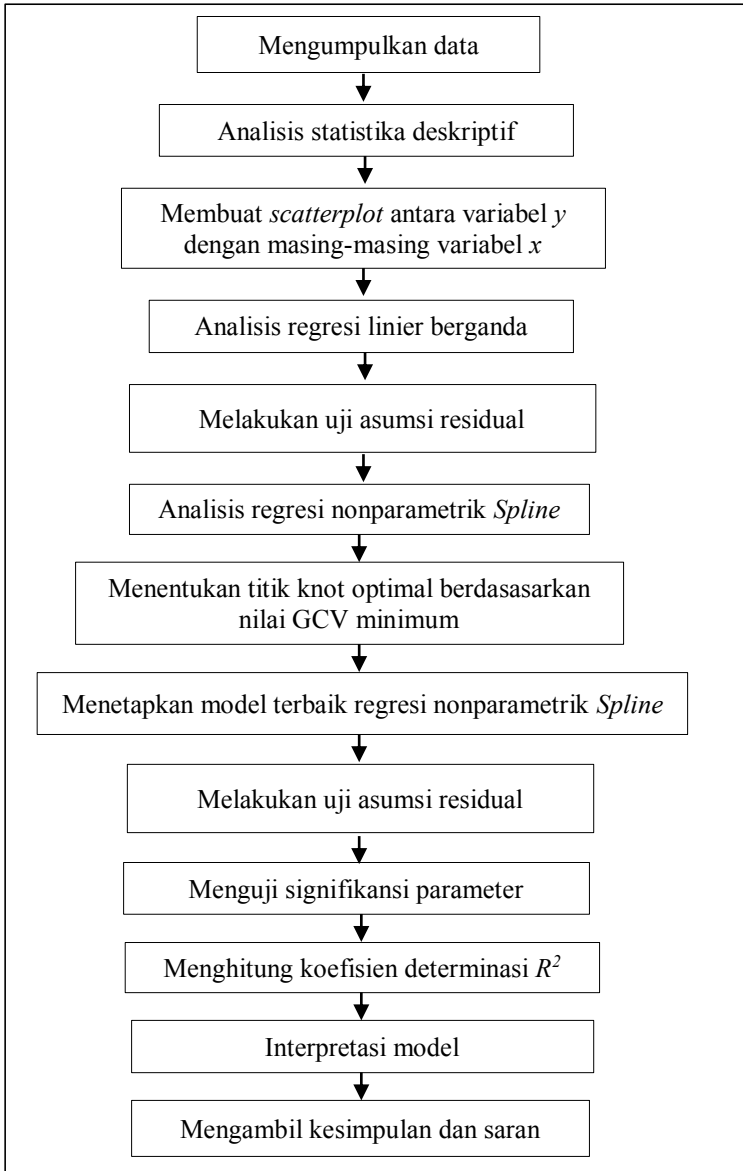 Mengumpulkan data
Analisis statistika deskriptif
Membuat scatterplot antara variabel y
dengan masing-masing variabel x
Analisis regresi linier berganda
Melakukan uji asumsi residual
Analisis regresi nonparametrik Spline
Menentukan titik knot optimal berdasasarkan
nilai GCV minimum
Menetapkan model terbaik regresi nonparametrik Spline
Melakukan uji asumsi residual
Menguji signifikansi parameter
Menghitung koefisien determinasi R²
Interpretasi model
Mengambil kesimpulan dan saran